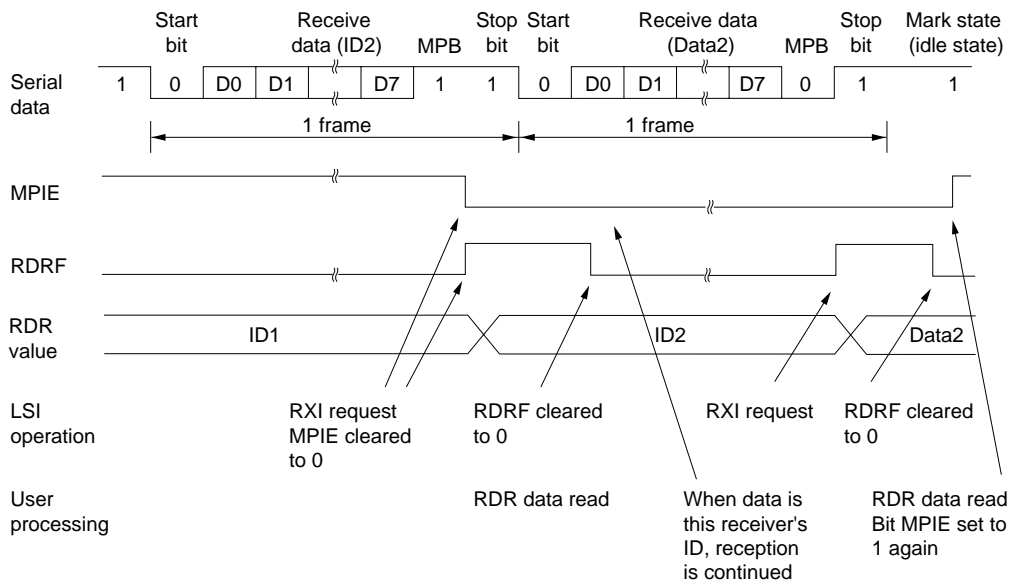 Start bit Receive data (ID2) MPB Stop bit Start bit Receive data (Data2) MPB Stop bit Mark state (idle state)
Serial data 1 0 D0 D1 D7 1 1 0 D0 D1 D7 0 1 1
1 frame 1 frame
MPIE
RDRF
RDR value ID1 ID2 Data2
LSI operation
RXI request
MPIE cleared
to 0
RDRF cleared
to 0
RXI request
RDRF cleared
to 0
User processing
RDR data read
When data is
this receiver's
ID, reception
is continued
RDR data read
Bit MPIE set to
1 again